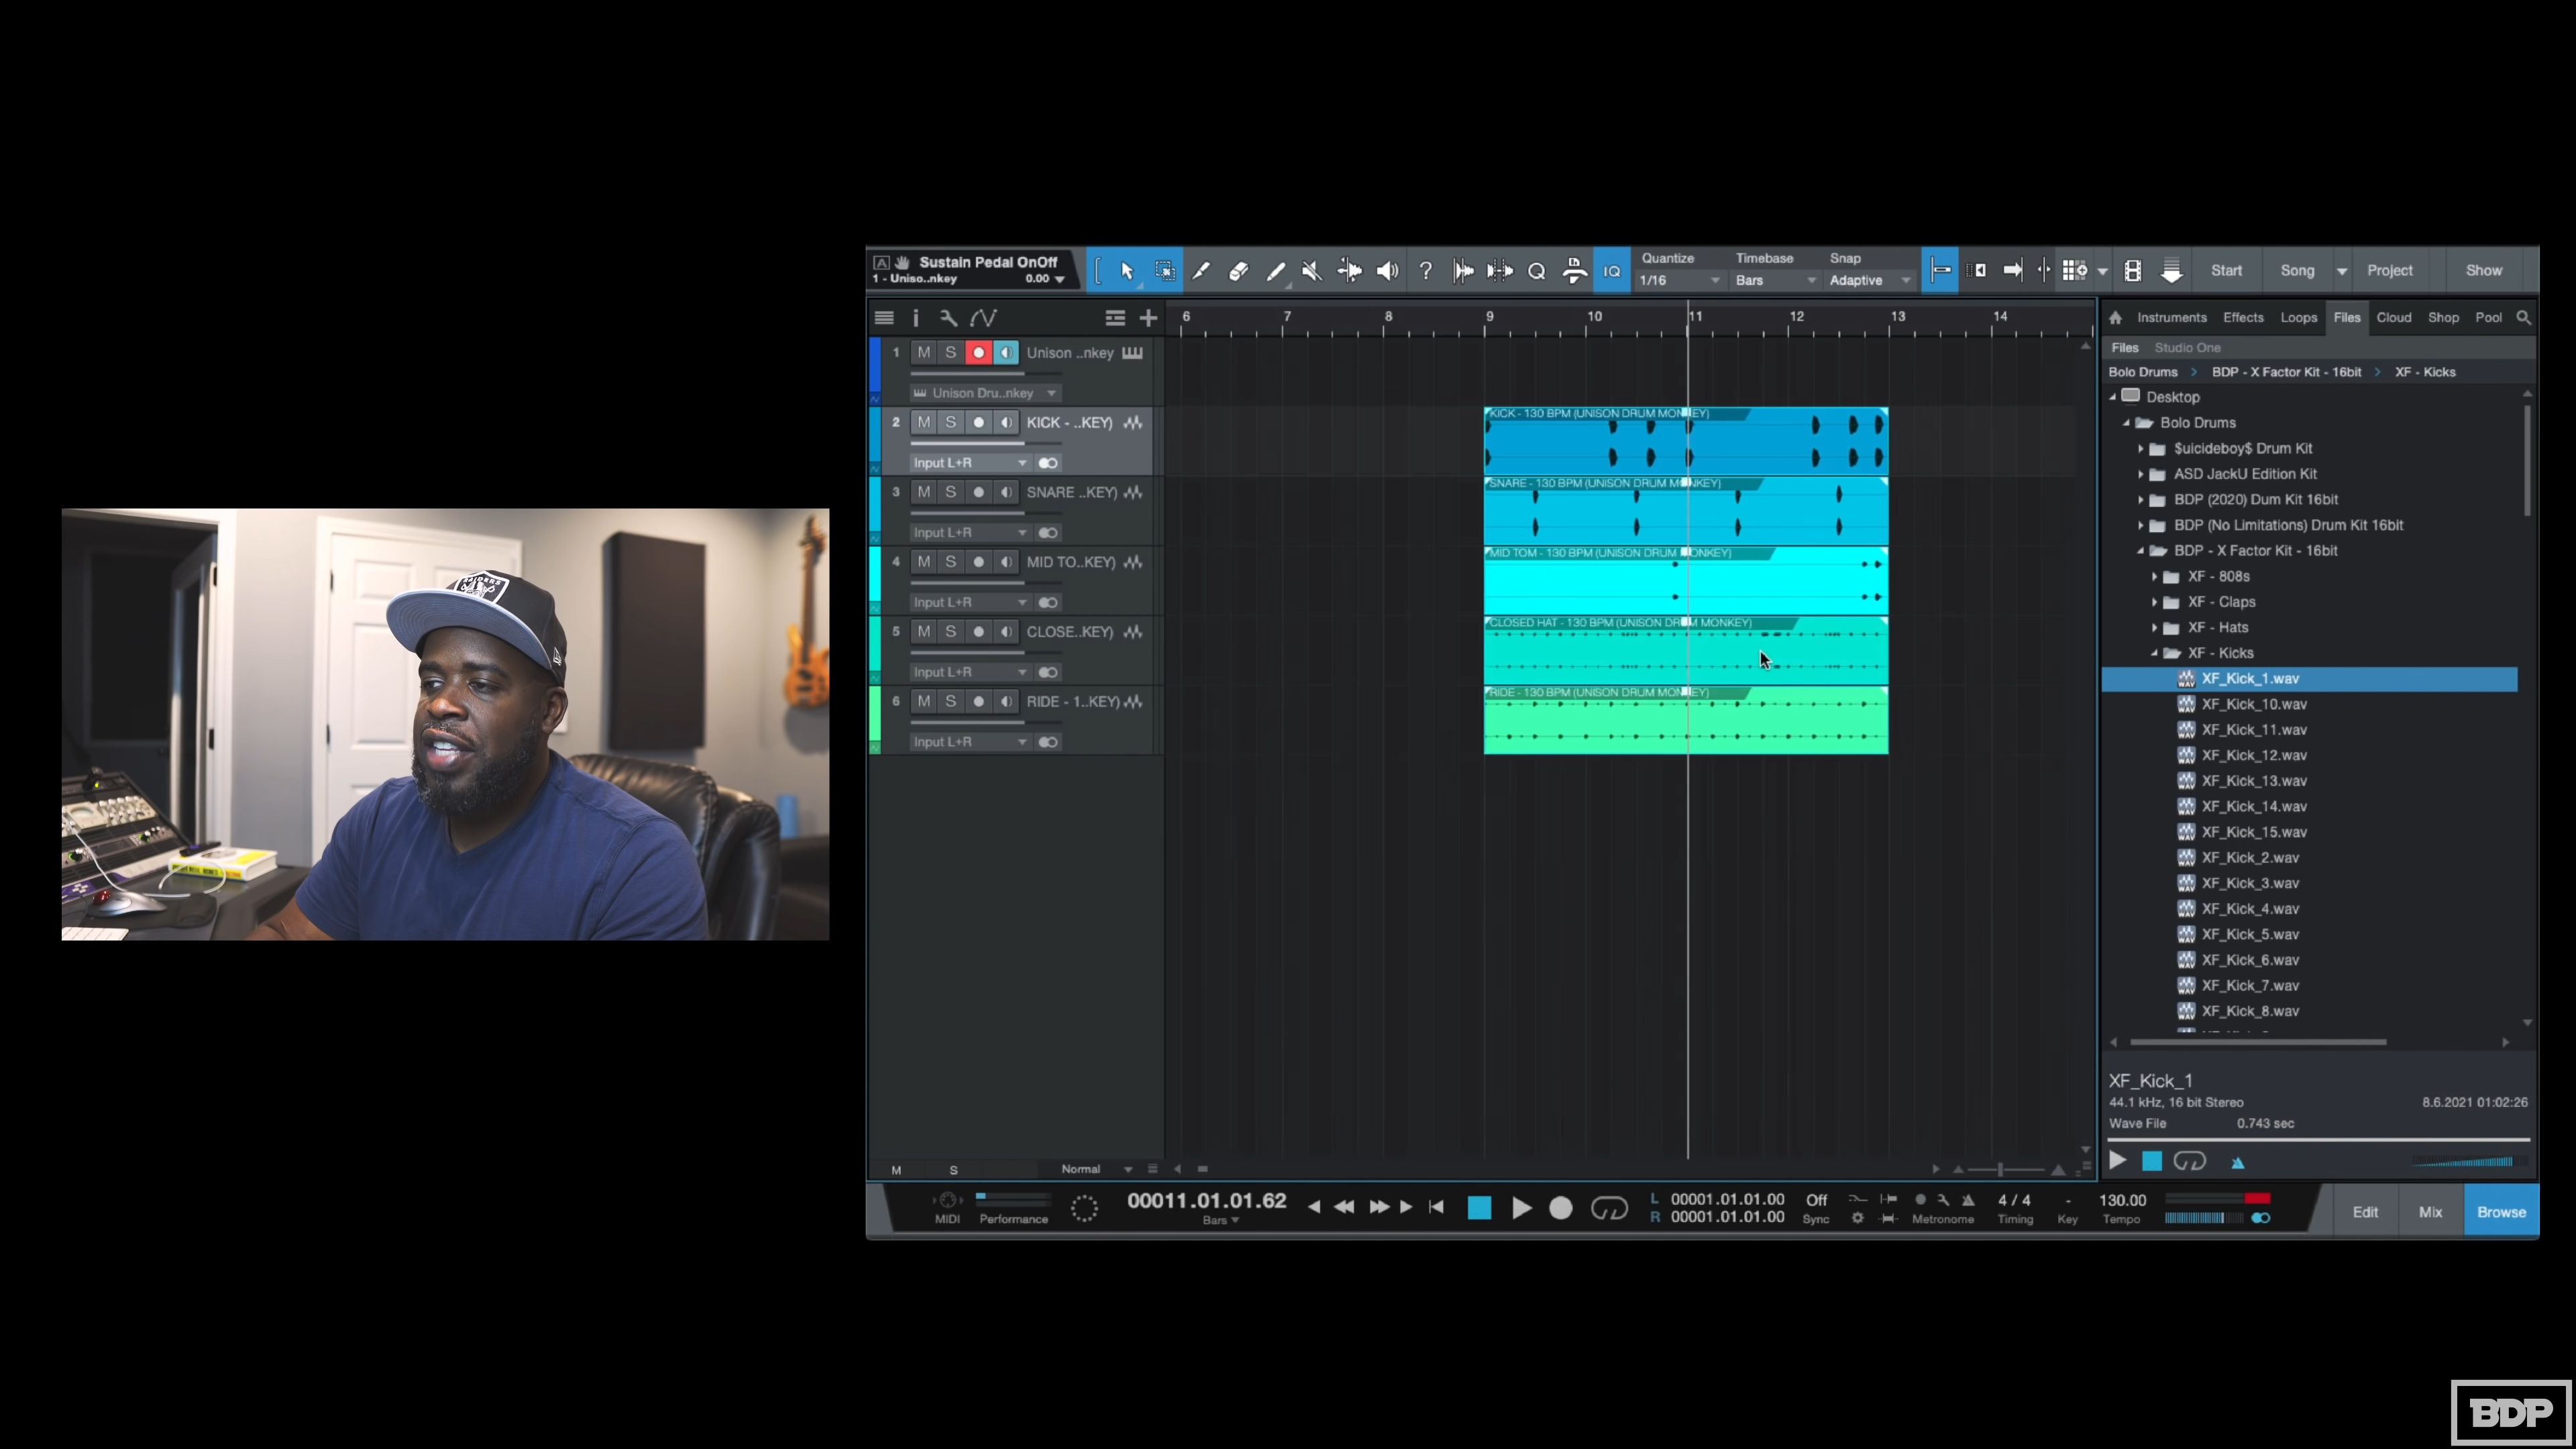 RAIDERS
A
Sustain Pedal OnOff
1 - Uniso..nkey
0.00
?
Q
IQ
Quantize
1/16
Timebase
Bars
Snap
Adaptive
Start
Song
Project
Show
i
6
7
8
9
10
11
12
13
14
1
M
S
Unison ..nkey
Unison Dru..nkey
2
M
S
KICK - ..KEY)
Input L+R
3
M
S
SNARE ..KEY)
Input L+R
4
M
S
MID TO..KEY)
Input L+R
5
M
S
CLOSE..KEY)
Input L+R
6
M
S
RIDE - 1..KEY)
Input L+R
KICK - 130 BPM (UNISON DRUM MONKEY)
SNARE - 130 BPM (UNISON DRUM MONKEY)
MID TOM - 130 BPM (UNISON DRUM MONKEY)
CLOSED HAT - 130 BPM (UNISON DRUM MONKEY)
RIDE - 130 BPM (UNISON DRUM MONKEY)
Instruments
Effects
Loops
Files
Cloud
Shop
Pool
Files
Studio One
Bolo Drums > BDP - X Factor Kit - 16bit > XF - Kicks
Desktop
Bolo Drums
$uicideboy$ Drum Kit
ASD JackU Edition Kit
BDP (2020) Dum Kit 16bit
BDP (No Limitations) Drum Kit 16bit
BDP - X Factor Kit - 16bit
XF - 808s
XF - Claps
XF - Hats
XF - Kicks
XF_Kick_1.wav
XF_Kick_10.wav
XF_Kick_11.wav
XF_Kick_12.wav
XF_Kick_13.wav
XF_Kick_14.wav
XF_Kick_15.wav
XF_Kick_2.wav
XF_Kick_3.wav
XF_Kick_4.wav
XF_Kick_5.wav
XF_Kick_6.wav
XF_Kick_7.wav
XF_Kick_8.wav
XF_Kick_1
44.1 kHz, 16 bit Stereo
8.6.2021 01:02:26
Wave File
0.743 sec
M
S
Normal
MIDI
Performance
00011.01.01.62
Bars
L 00001.01.01.00
R 00001.01.01.00
Off
Sync
Metronome
4 / 4
Timing
-
Key
130.00
Tempo
Edit
Mix
Browse
BDP